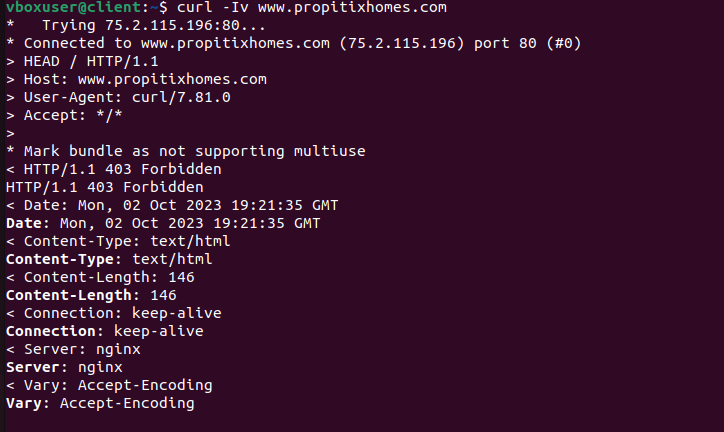 vboxuser@client:~$ curl -Iv www.propitixhomes.com
*   Trying 75.2.115.196:80...
* Connected to www.propitixhomes.com (75.2.115.196) port 80 (#0)
> HEAD / HTTP/1.1
> Host: www.propitixhomes.com
> User-Agent: curl/7.81.0
> Accept: */*
>
* Mark bundle as not supporting multiuse
< HTTP/1.1 403 Forbidden
HTTP/1.1 403 Forbidden
< Date: Mon, 02 Oct 2023 19:21:35 GMT
Date: Mon, 02 Oct 2023 19:21:35 GMT
< Content-Type: text/html
Content-Type: text/html
< Content-Length: 146
Content-Length: 146
< Connection: keep-alive
Connection: keep-alive
< Server: nginx
Server: nginx
< Vary: Accept-Encoding
Vary: Accept-Encoding